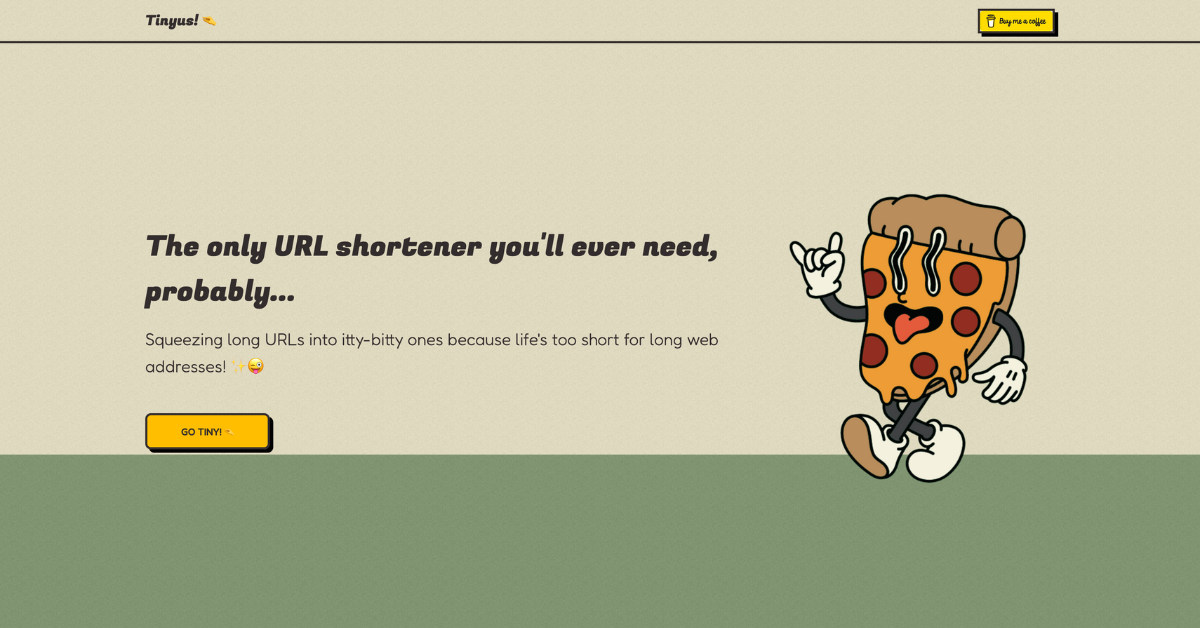 Tinyus! 🤏
Buy me a coffee
The only URL shortener you'll ever need,
probably...
Squeezing long URLs into itty-bitty ones because life's too short for long web
addresses! ✨😜
GO TINY! 🤏